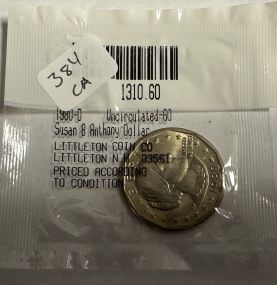 384
CA
1310.60
1980-D Uncirculated-60
Susan B Anthony Dollar
LITTLETON COIN CO
LITTLETON N H 03561
PRICED ACCORDING
TO CONDITION